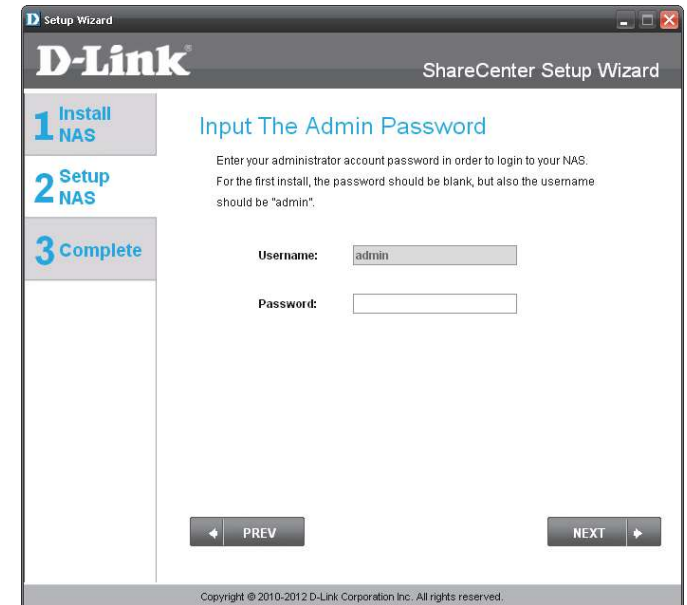 Setup Wizard
D-Link®
ShareCenter Setup Wizard
1 Install
NAS
2 Setup
NAS
3 Complete
Input The Admin Password
Enter your administrator account password in order to login to your NAS.
For the first install, the password should be blank, but also the username
should be "admin".
Username: admin
Password:
PREV
NEXT
Copyright © 2010-2012 D-Link Corporation Inc. All rights reserved.